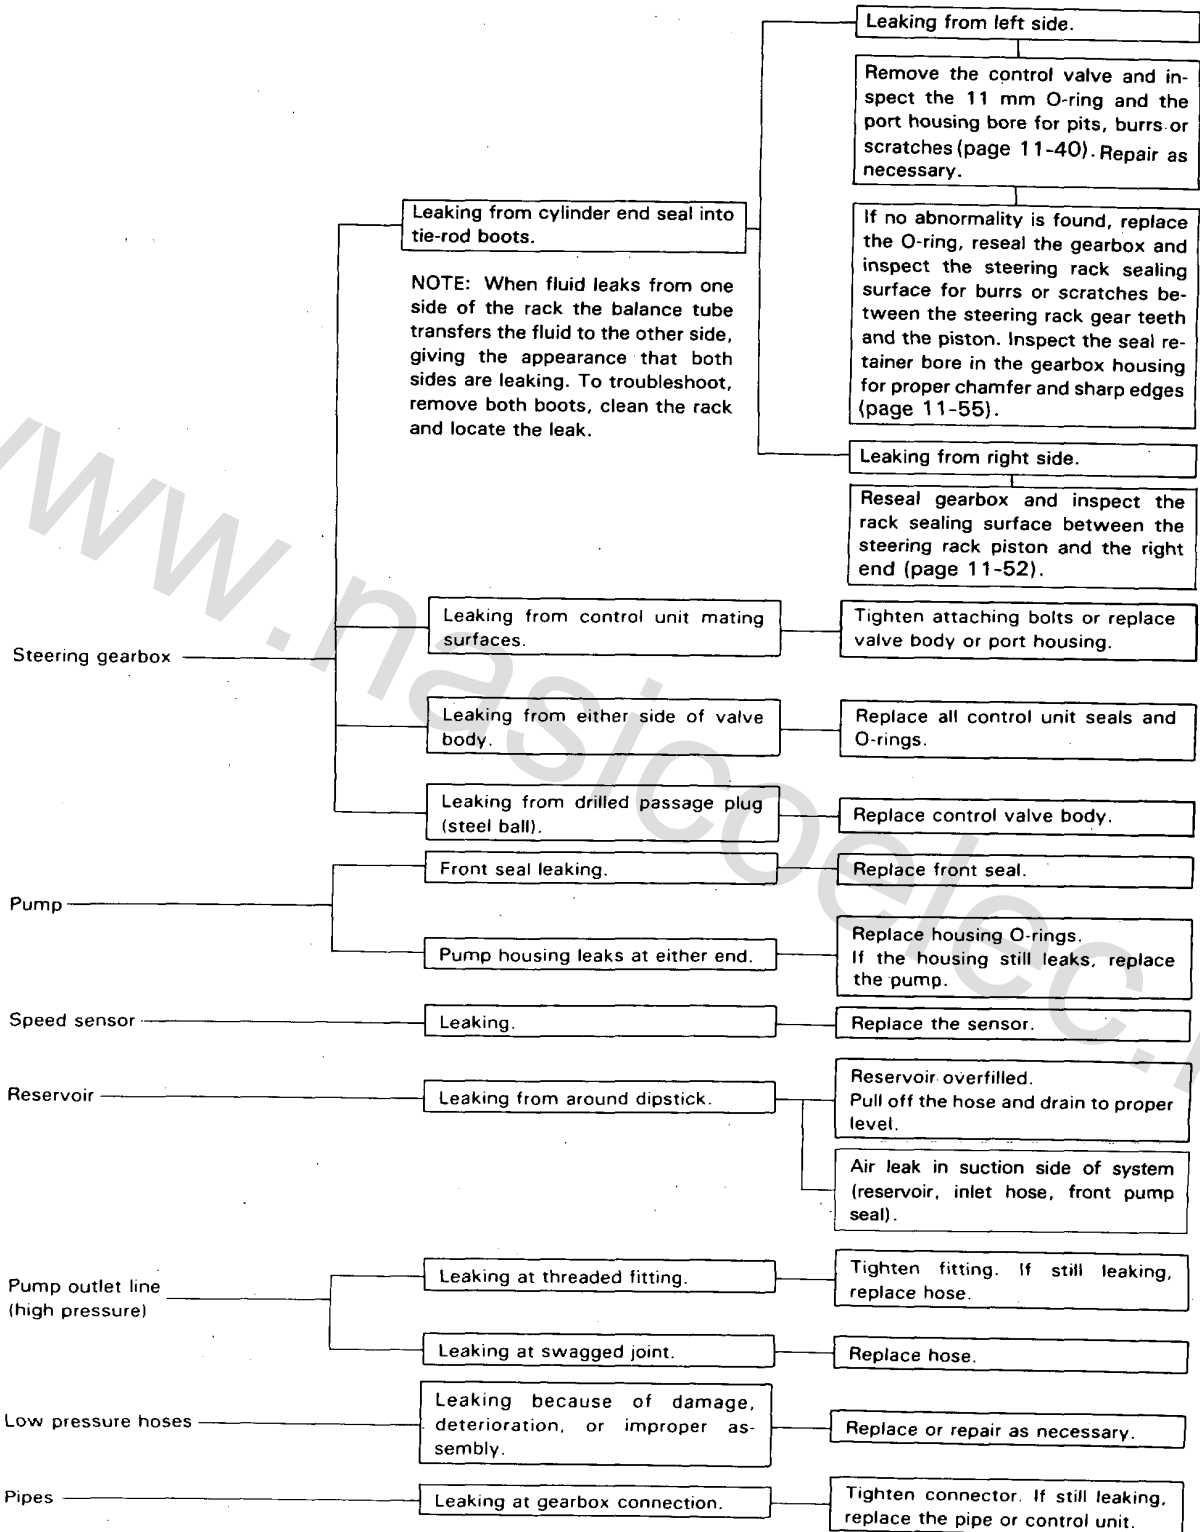 Leaking from left side.
Remove the control valve and in-
spect the 11 mm O-ring and the
port housing bore for pits, burrs or
scratches (page 11-40). Repair as
necessary.
Leaking from cylinder end seal into
tie-rod boots.
NOTE: When fluid leaks from one
side of the rack the balance tube
transfers the fluid to the other side,
giving the appearance that both
sides are leaking. To troubleshoot,
remove both boots, clean the rack
and locate the leak.
If no abnormality is found, replace
the O-ring, reseal the gearbox and
inspect the steering rack sealing
surface for burrs or scratches be-
tween the steering rack gear teeth
and the piston. Inspect the seal re-
tainer bore in the gearbox housing
for proper chamfer and sharp edges
(page 11-55).
Leaking from right side.
Reseal gearbox and inspect the
rack sealing surface between the
steering rack piston and the right
end (page 11-52).
Steering gearbox
Leaking from control unit mating
surfaces.
Tighten attaching bolts or replace
valve body or port housing.
Leaking from either side of valve
body.
Replace all control unit seals and
O-rings.
Leaking from drilled passage plug
(steel ball).
Replace control valve body.
Pump
Front seal leaking.
Replace front seal.
Pump housing leaks at either end.
Replace housing O-rings.
If the housing still leaks, replace
the pump.
Speed sensor
Leaking.
Replace the sensor.
Reservoir
Leaking from around dipstick.
Reservoir overfilled.
Pull off the hose and drain to proper
level.
Air leak in suction side of system
(reservoir, inlet hose, front pump
seal).
Pump outlet line
(high pressure)
Leaking at threaded fitting.
Tighten fitting. If still leaking,
replace hose.
Leaking at swagged joint.
Replace hose.
Low pressure hoses
Leaking because of damage,
deterioration, or improper as-
sembly.
Replace or repair as necessary.
Pipes
Leaking at gearbox connection.
Tighten connector. If still leaking,
replace the pipe or control unit.
www.nasicoelec.